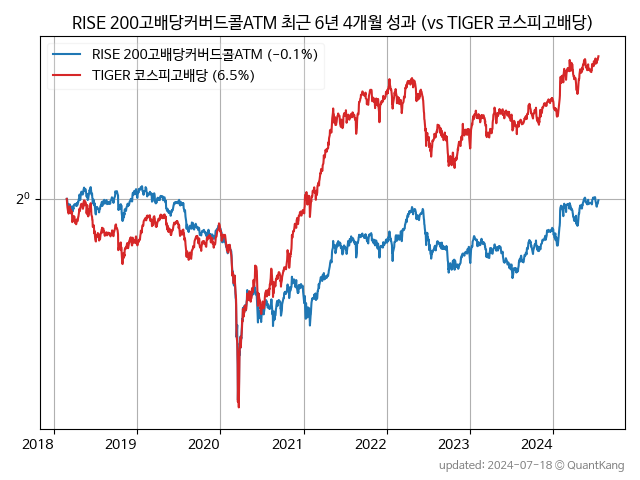 RISE 200고배당커버드콜ATM 최근 6년 4개월 성과 (vs TIGER 코스피고배당)
RISE 200고배당커버드콜ATM (-0.1%)
TIGER 코스피고배당 (6.5%)
2⁰
2018 2019 2020 2021 2022 2023 2024
updated: 2024-07-18 © QuantKang